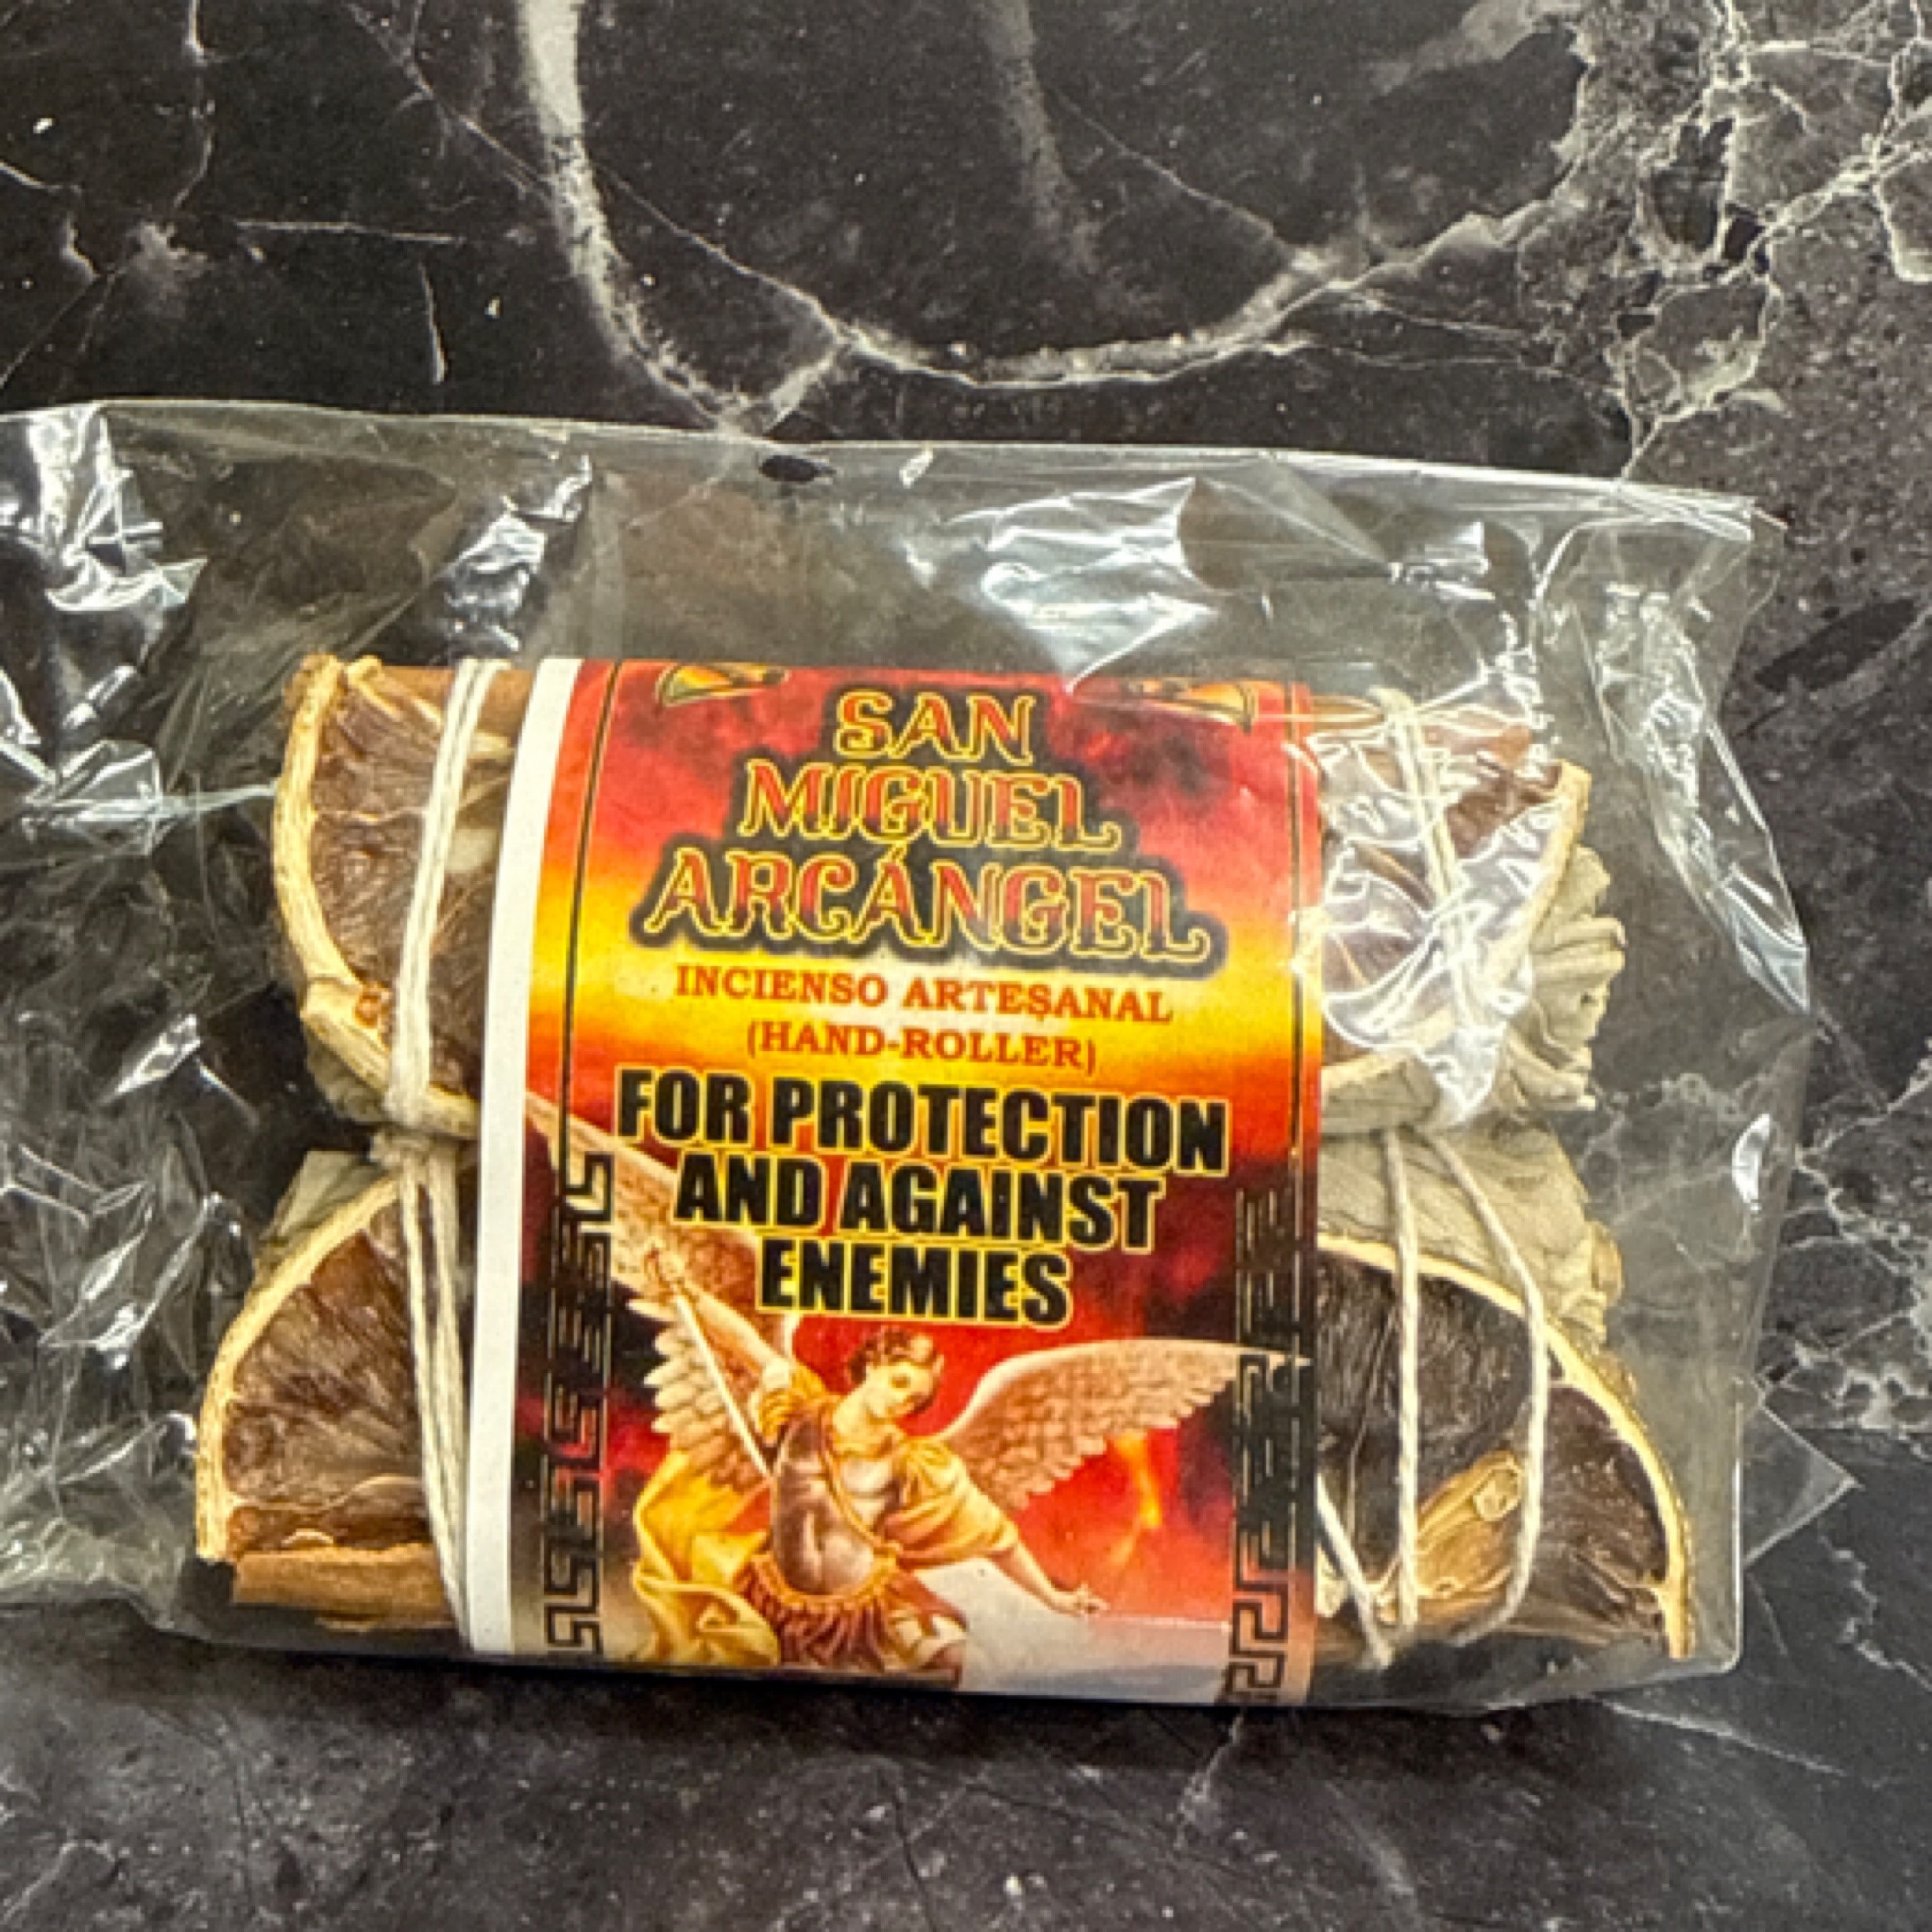 SAN
MIGUEL
ARCÁNGEL
INCIENSO ARTESANAL
(HAND-ROLLER)
FOR PROTECTION
AND AGAINST
ENEMIES